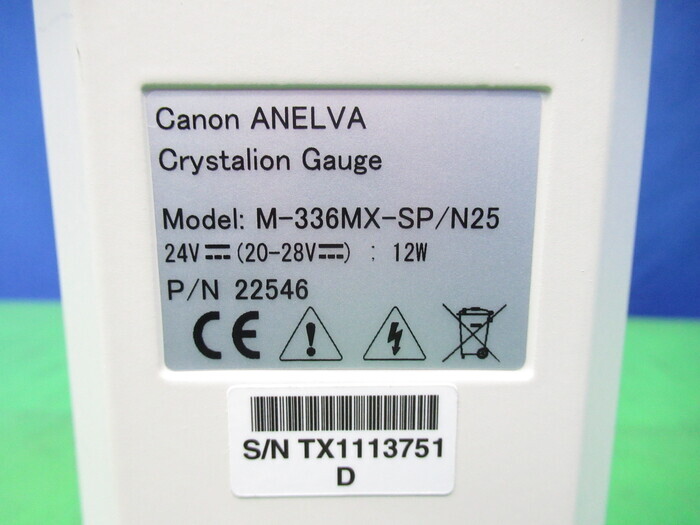 Canon ANELVA
Crystalion Gauge
Model: M-336MX-SP/N25
24V⎓(20-28V⎓) : 12W
P/N 22546
CE
S/N TX1113751
D